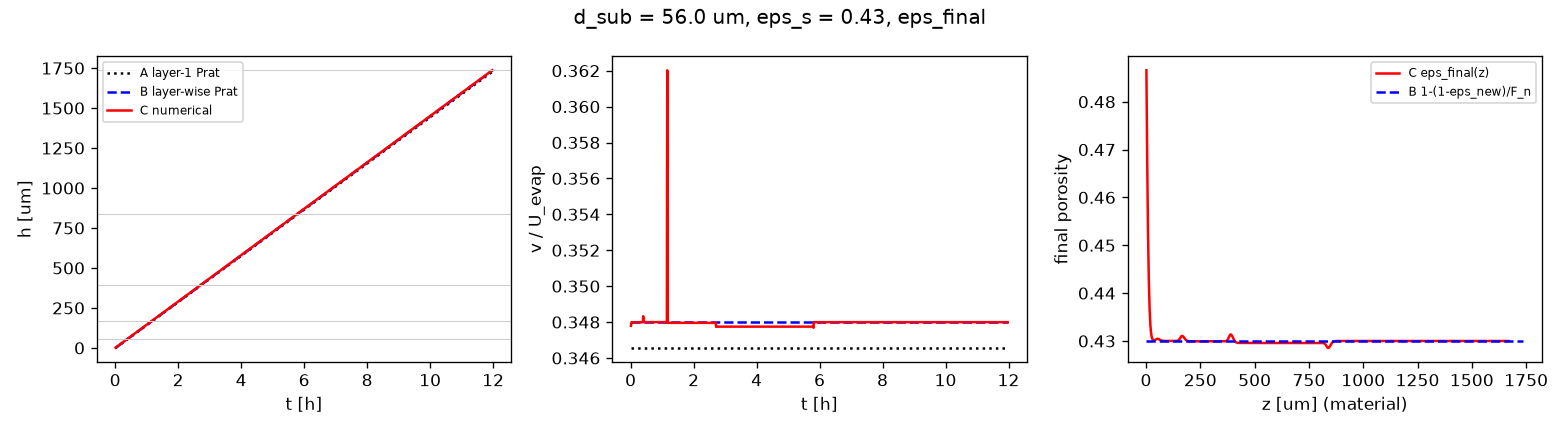 d_sub = 56.0 um, eps_s = 0.43, eps_final
h [um]
1750
1500
1250
1000
750
500
250
0
A layer-1 Prat
B layer-wise Prat
C numerical
0 2 4 6 8 10 12
t [h]
v / U_evap
0.362
0.360
0.358
0.356
0.354
0.352
0.350
0.348
0.346
0 2 4 6 8 10 12
t [h]
final porosity
0.48
0.47
0.46
0.45
0.44
0.43
C eps_final(z)
B 1-(1-eps_new)/F_n
0 250 500 750 1000 1250 1500 1750
z [um] (material)